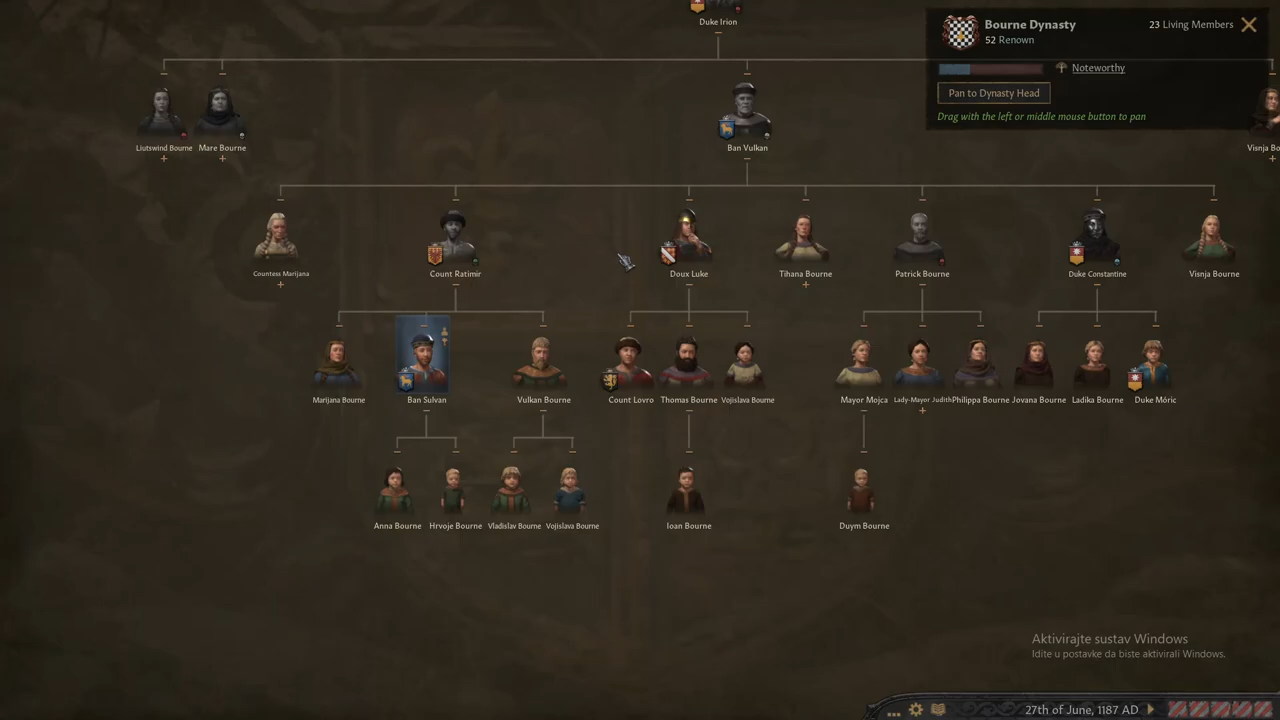 Duke Irion
Bourne Dynasty
23 Living Members
52 Renown
Noteworthy
Pan to Dynasty Head
Drag with the left or middle mouse button to pan
Liutswind Bourne
Mare Bourne
Ban Vulkan
Visnja Bo
Countess Marijana
Count Ratimir
Doux Luke
Tihana Bourne
Patrick Bourne
Duke Constantine
Visnja Bourne
Marijana Bourne
Ban Sulvan
Vulkan Bourne
Count Lovro
Thomas Bourne
Vojislava Bourne
Mayor Mojca
Lady-Mayor Judith
Philippa Bourne
Jovana Bourne
Ladika Bourne
Duke Móric
Anna Bourne
Hrvoje Bourne
Vladislav Bourne
Vojislava Bourne
Ioan Bourne
Duym Bourne
Aktivirajte sustav Windows
Idite u postavke da biste aktivirali Windows.
27th of June, 1187 AD